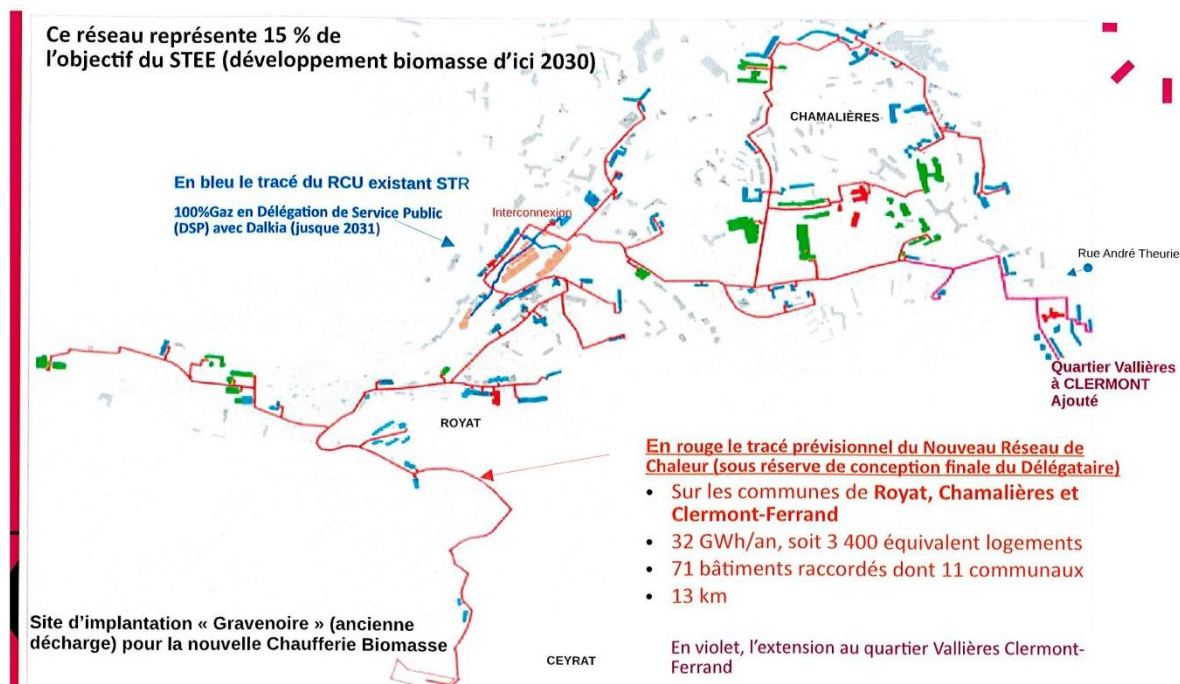 Ce réseau représente 15 % de
l'objectif du STEE (développement biomasse d'ici 2030)
CHAMALIÈRES
En bleu le tracé du RCU existant STR
100%Gaz en Délégation de Service Public
(DSP) avec Dalkia (jusque 2031)
Interconnexion
Rue André Theurie
Quartier Vallières
à CLERMONT
Ajouté
ROYAT
En rouge le tracé prévisionnel du Nouveau Réseau de
Chaleur (sous réserve de conception finale du Délégataire)
• Sur les communes de Royat, Chamalières et
Clermont-Ferrand
• 32 GWh/an, soit 3 400 équivalent logements
• 71 bâtiments raccordés dont 11 communaux
• 13 km
Site d'implantation « Gravenoire » (ancienne
décharge) pour la nouvelle Chaufferie Biomasse
CEYRAT
En violet, l'extension au quartier Vallières Clermont-
Ferrand